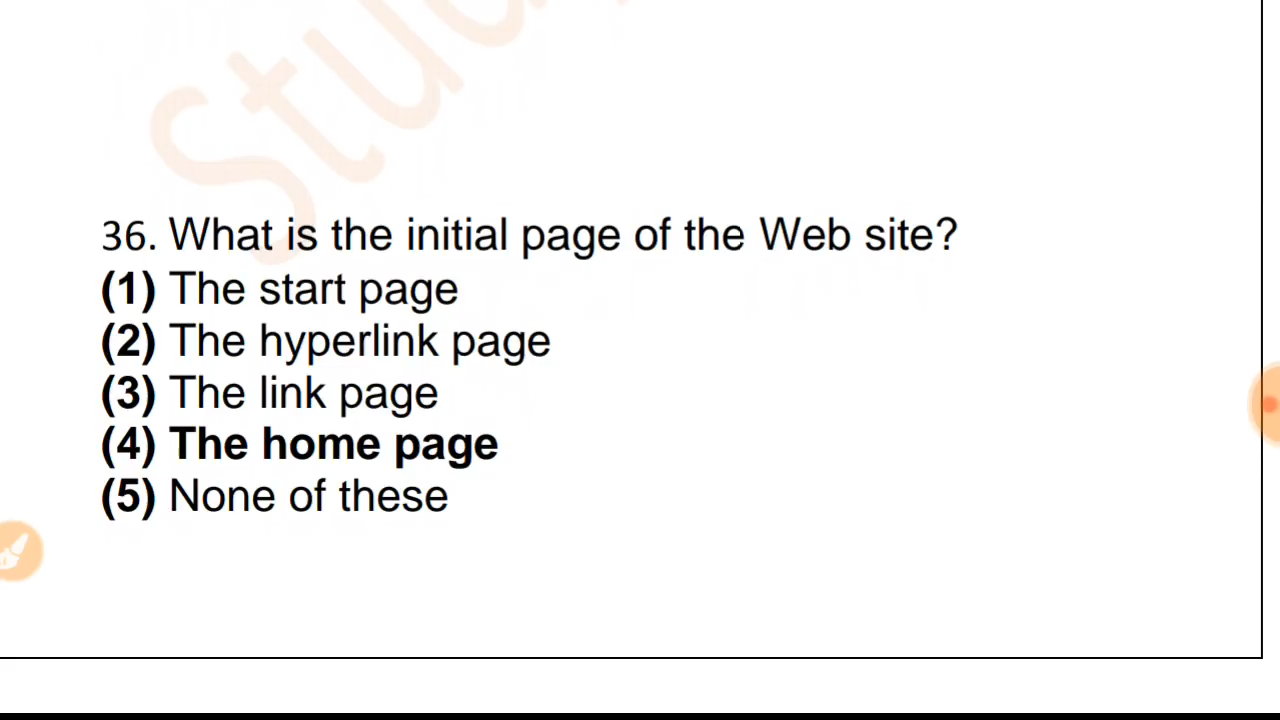 36. What is the initial page of the Web site?
(1) The start page
(2) The hyperlink page
(3) The link page
(4) The home page
(5) None of these